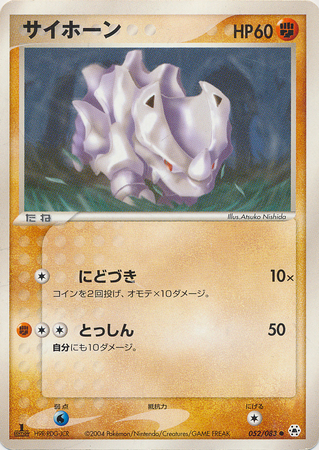 サイホーン HP60
たね Illus.Atsuko Nishida
にどづき 10×
コインを2回投げ、オモテ×10ダメージ。
とっしん 50
自分にも10ダメージ。
弱点 抵抗力 にげる
1
©2004 Pokémon/Nintendo/Creatures/GAME FREAK. 052/083